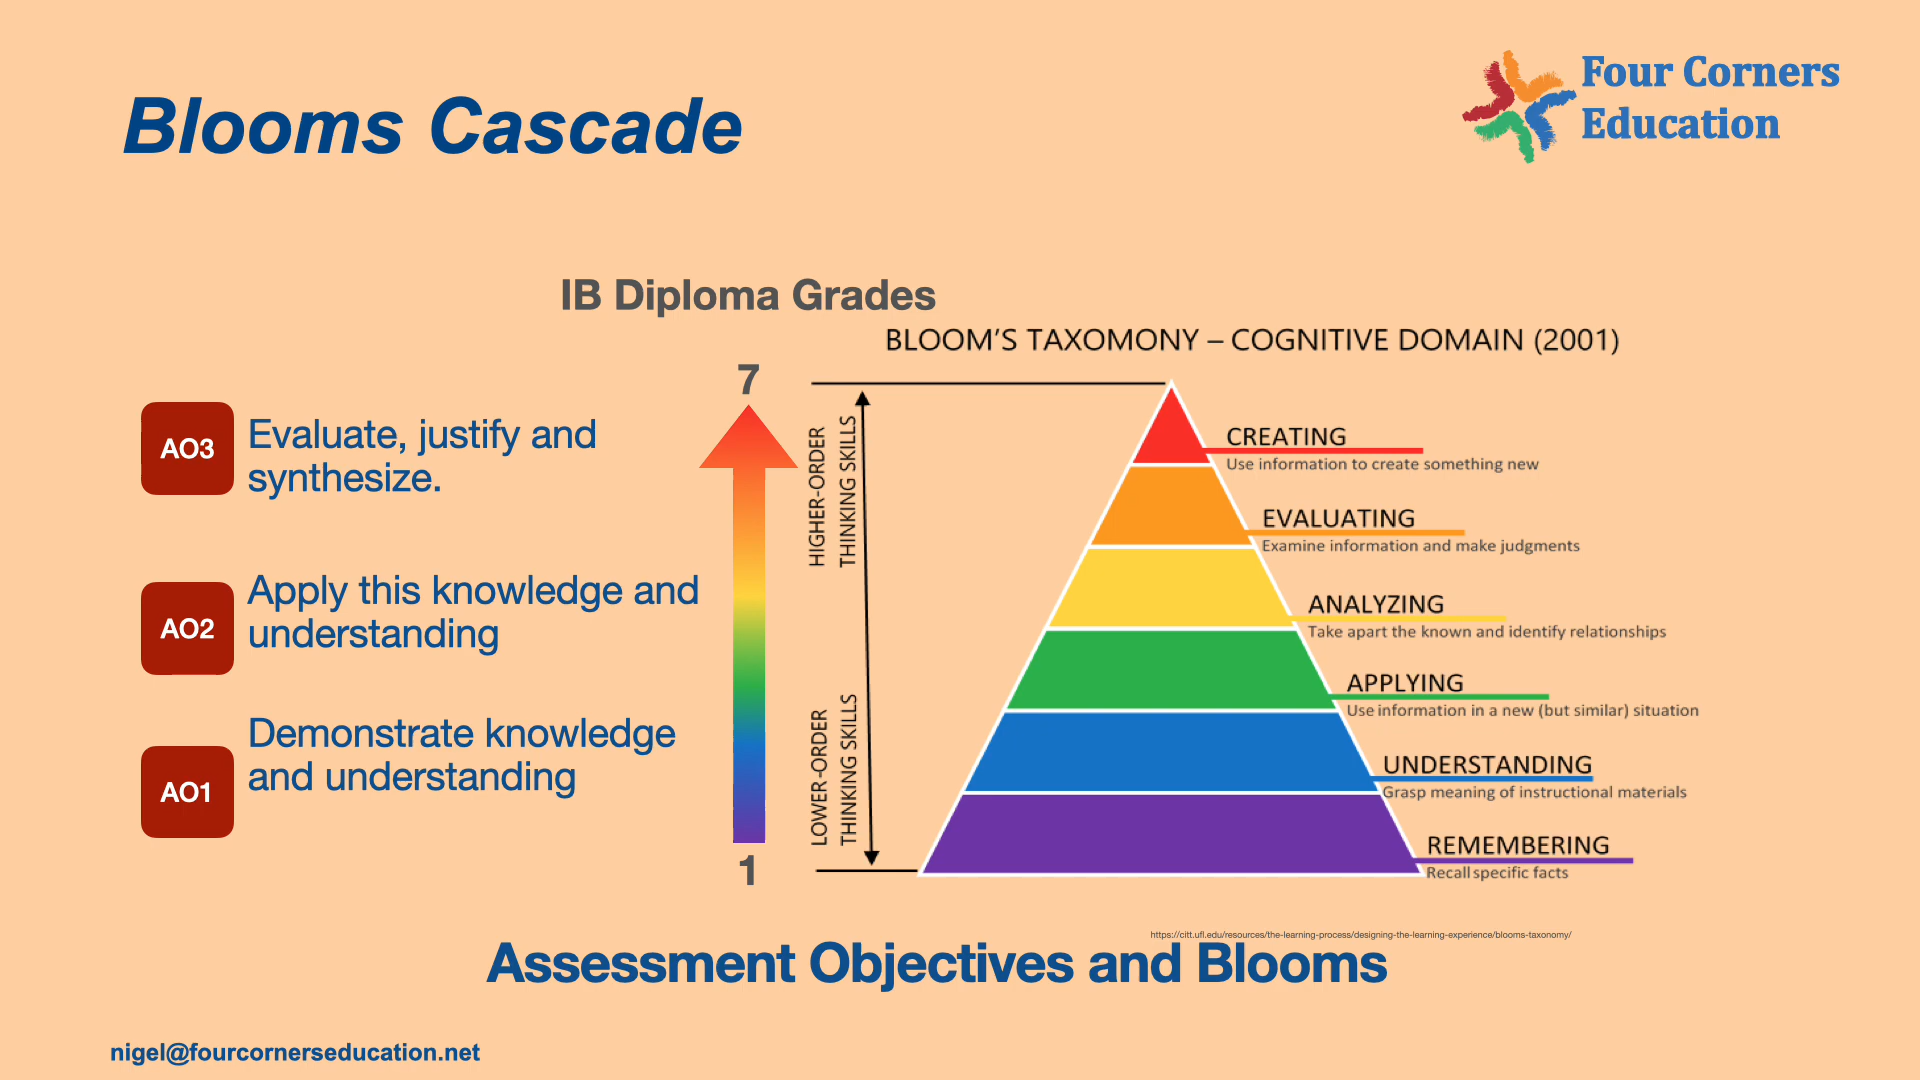 Blooms Cascade
Four Corners
Education
IB Diploma Grades
BLOOM'S TAXOMONY – COGNITIVE DOMAIN (2001)
7
AO3
Evaluate, justify and
synthesize.
AO2
Apply this knowledge and
understanding
AO1
Demonstrate knowledge
and understanding
1
HIGHER-ORDER
THINKING SKILLS
LOWER-ORDER
THINKING SKILLS
CREATING
Use information to create something new
EVALUATING
Examine information and make judgments
ANALYZING
Take apart the known and identify relationships
APPLYING
Use information in a new (but similar) situation
UNDERSTANDING
Grasp meaning of instructional materials
REMEMBERING
Recall specific facts
https://citt.ufl.edu/resources/the-learning-process/designing-the-learning-experience/blooms-taxonomy/
Assessment Objectives and Blooms
nigel@fourcornerseducation.net